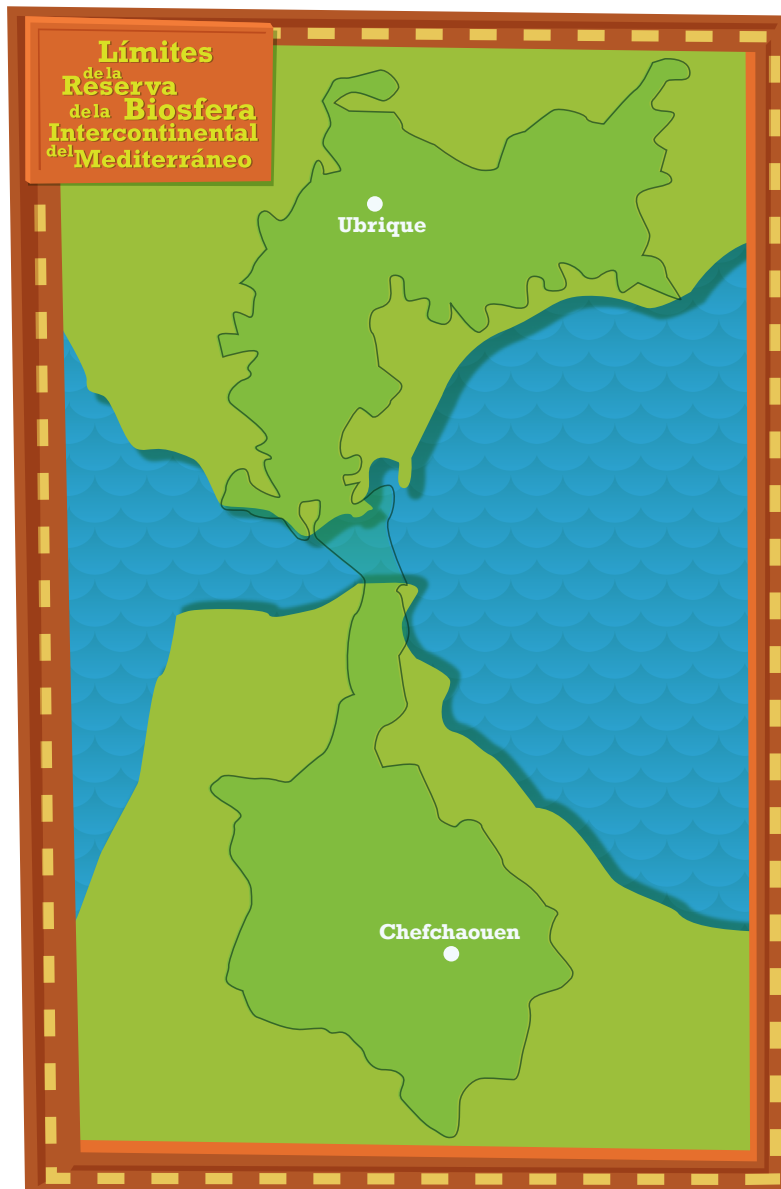 Límites
de la
Reserva
de la Biosfera
Intercontinental
del Mediterráneo
Ubrique
Chefchaouen